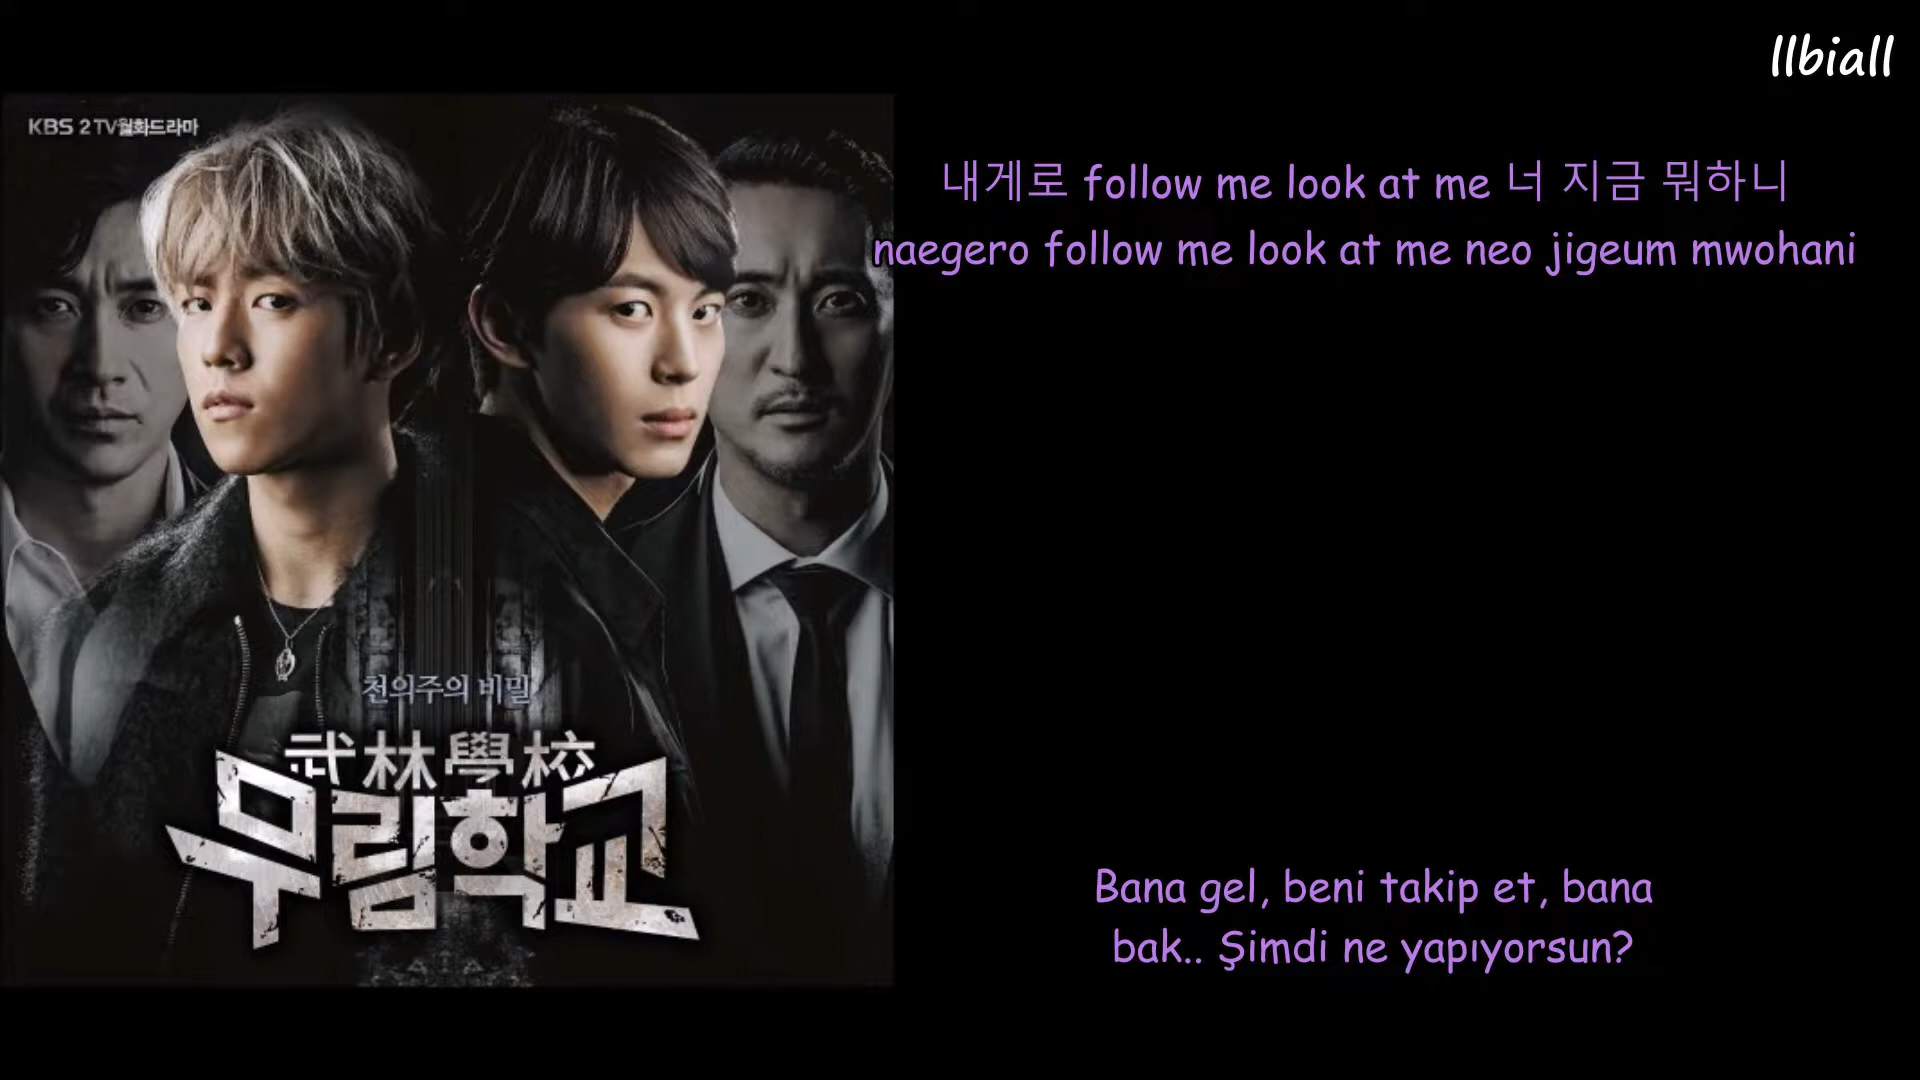 llbiall
KBS 2TV월화드라마
내게로 follow me look at me 너 지금 뭐하니
naegero follow me look at me neo jigeum mwohani
천의주의 비밀
武林學校
무림학교
Bana gel, beni takip et, bana
bak.. Şimdi ne yapıyorsun?